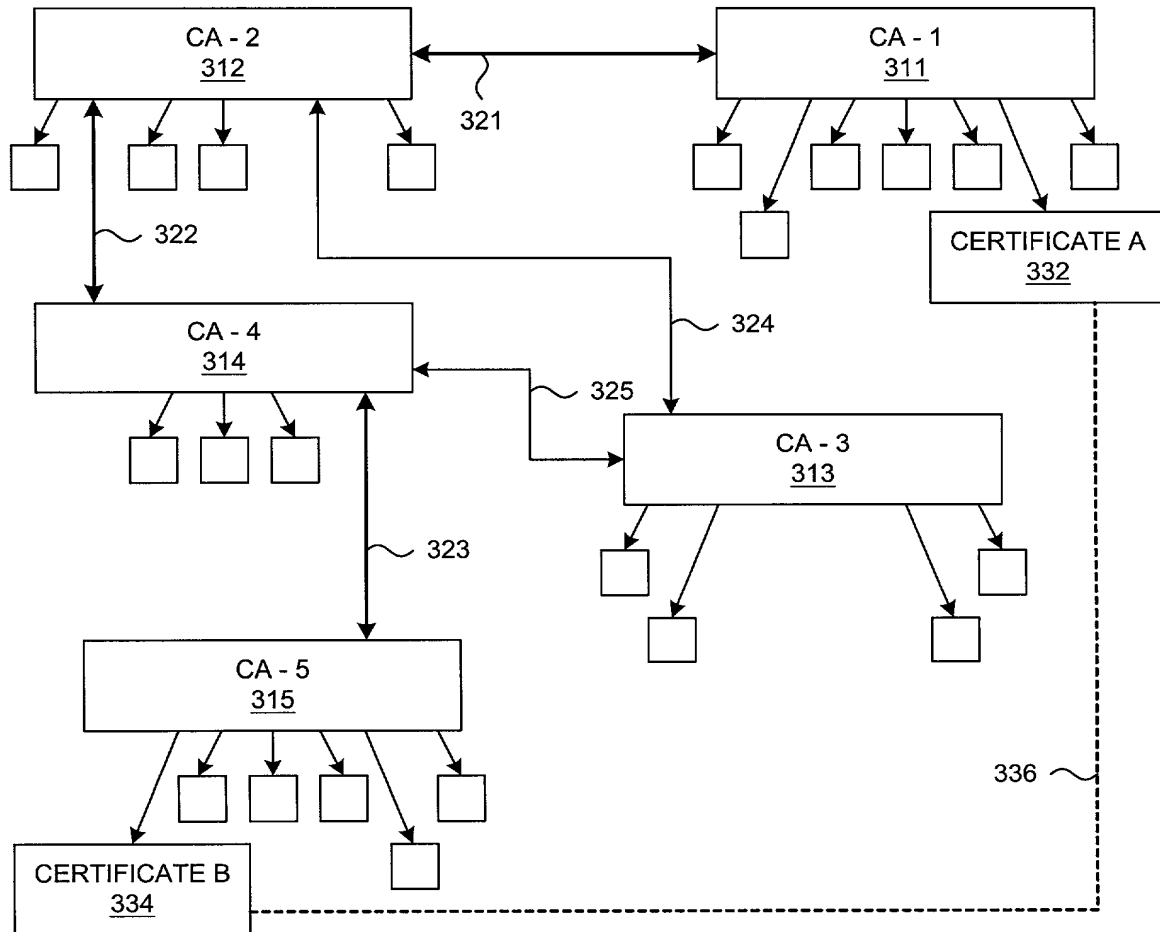 CA - 2
312
CA - 1
311
321
322
CERTIFICATE A
332
CA - 4
314
324
325
CA - 3
313
323
CA - 5
315
336
CERTIFICATE B
334